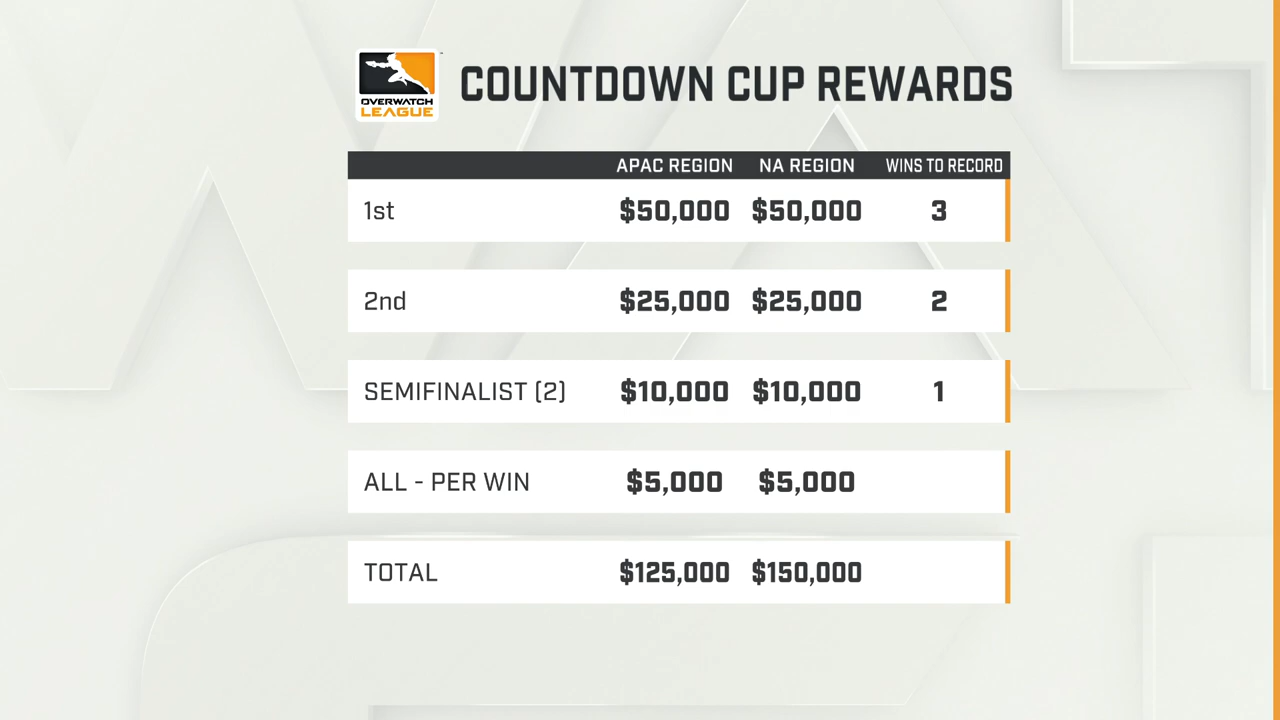 OVERWATCH
LEAGUE
COUNTDOWN CUP REWARDS
APAC REGION NA REGION WINS TO RECORD
1st $50,000 $50,000 3
2nd $25,000 $25,000 2
SEMIFINALIST (2) $10,000 $10,000 1
ALL - PER WIN $5,000 $5,000
TOTAL $125,000 $150,000